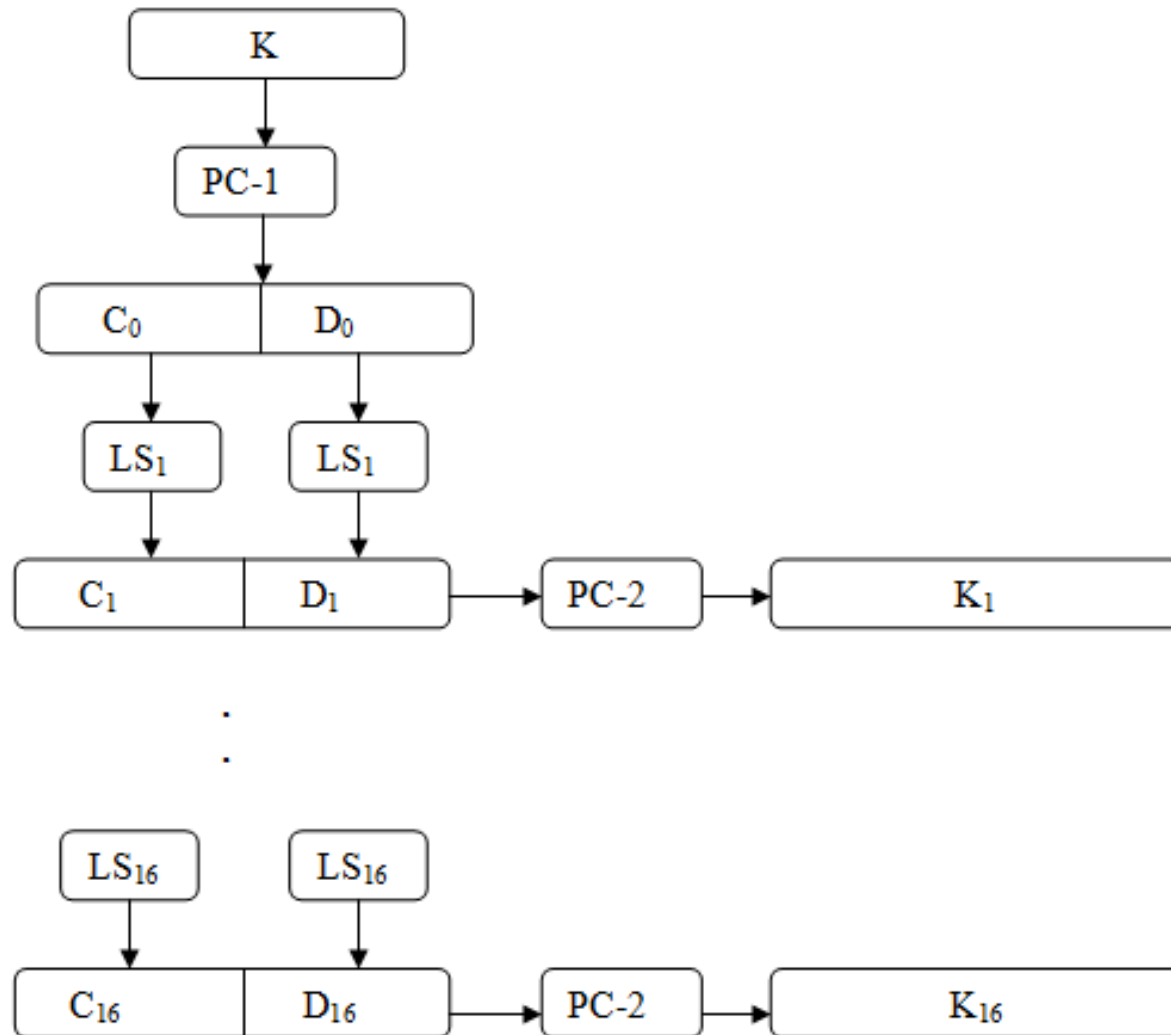 K
PC-1
C₀ D₀
LS₁ LS₁
C₁ D₁ PC-2 K₁
.
.
LS₁₆ LS₁₆
C₁₆ D₁₆ PC-2 K₁₆